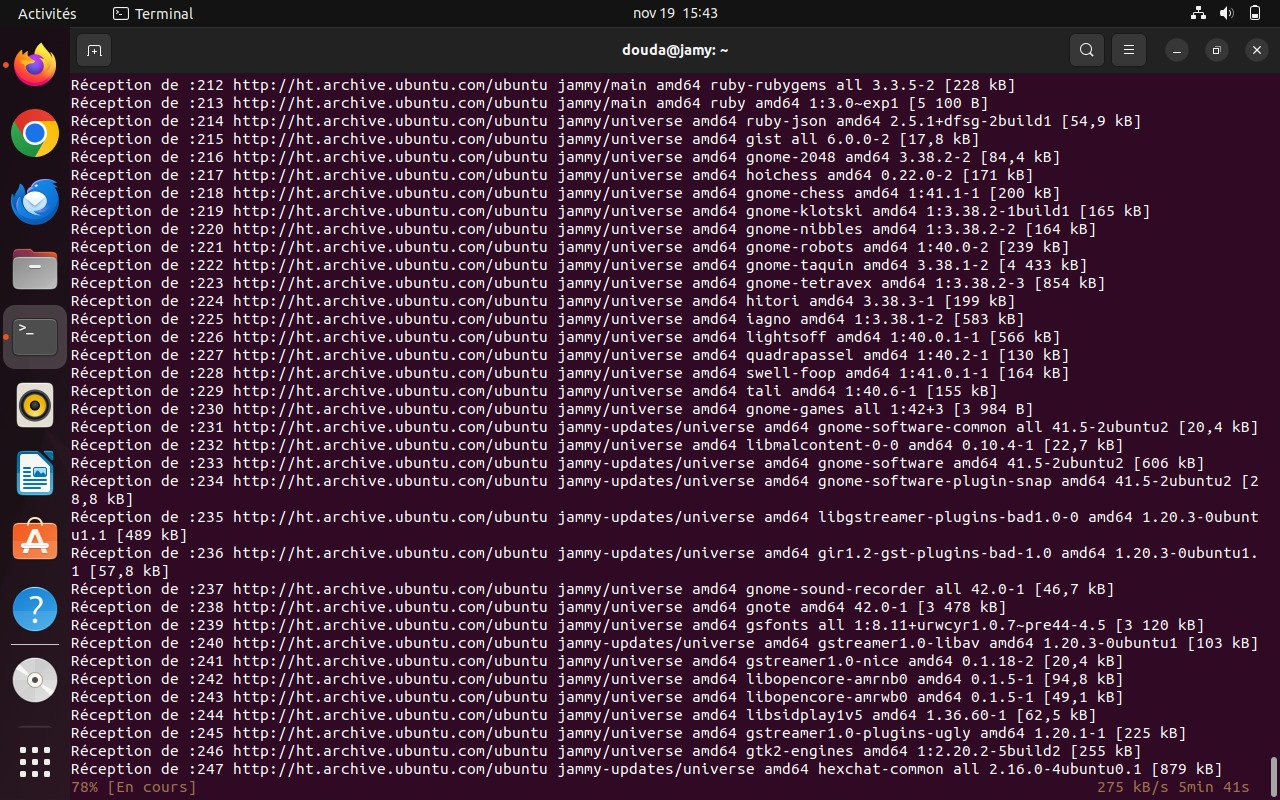 Activités
Terminal
nov 19 15:43
douda@jamy: ~
Réception de :212 http://ht.archive.ubuntu.com/ubuntu jammy/main amd64 ruby-rubygems all 3.3.5-2 [228 kB]
Réception de :213 http://ht.archive.ubuntu.com/ubuntu jammy/main amd64 ruby amd64 1:3.0~exp1 [5 100 B]
Réception de :214 http://ht.archive.ubuntu.com/ubuntu jammy/universe amd64 ruby-json amd64 2.5.1+dfsg-2build1 [54,9 kB]
Réception de :215 http://ht.archive.ubuntu.com/ubuntu jammy/universe amd64 gist all 6.0.0-2 [17,8 kB]
Réception de :216 http://ht.archive.ubuntu.com/ubuntu jammy/universe amd64 gnome-2048 amd64 3.38.2-2 [84,4 kB]
Réception de :217 http://ht.archive.ubuntu.com/ubuntu jammy/universe amd64 hoichess amd64 0.22.0-2 [171 kB]
Réception de :218 http://ht.archive.ubuntu.com/ubuntu jammy/universe amd64 gnome-chess amd64 1:41.1-1 [200 kB]
Réception de :219 http://ht.archive.ubuntu.com/ubuntu jammy/universe amd64 gnome-klotski amd64 1:3.38.2-1build1 [165 kB]
Réception de :220 http://ht.archive.ubuntu.com/ubuntu jammy/universe amd64 gnome-nibbles amd64 1:3.38.2-2 [164 kB]
Réception de :221 http://ht.archive.ubuntu.com/ubuntu jammy/universe amd64 gnome-robots amd64 1:40.0-2 [239 kB]
Réception de :222 http://ht.archive.ubuntu.com/ubuntu jammy/universe amd64 gnome-taquin amd64 3.38.1-2 [4 433 kB]
Réception de :223 http://ht.archive.ubuntu.com/ubuntu jammy/universe amd64 gnome-tetravex amd64 1:3.38.2-3 [854 kB]
Réception de :224 http://ht.archive.ubuntu.com/ubuntu jammy/universe amd64 hitori amd64 3.38.3-1 [199 kB]
Réception de :225 http://ht.archive.ubuntu.com/ubuntu jammy/universe amd64 iagno amd64 1:3.38.1-2 [583 kB]
Réception de :226 http://ht.archive.ubuntu.com/ubuntu jammy/universe amd64 lightsoff amd64 1:40.0.1-1 [566 kB]
Réception de :227 http://ht.archive.ubuntu.com/ubuntu jammy/universe amd64 quadrapassel amd64 1:40.2-1 [130 kB]
Réception de :228 http://ht.archive.ubuntu.com/ubuntu jammy/universe amd64 swell-foop amd64 1:41.0.1-1 [164 kB]
Réception de :229 http://ht.archive.ubuntu.com/ubuntu jammy/universe amd64 tali amd64 1:40.6-1 [155 kB]
Réception de :230 http://ht.archive.ubuntu.com/ubuntu jammy/universe amd64 gnome-games all 1:42+3 [3 984 B]
Réception de :231 http://ht.archive.ubuntu.com/ubuntu jammy-updates/universe amd64 gnome-software-common all 41.5-2ubuntu2 [20,4 kB]
Réception de :232 http://ht.archive.ubuntu.com/ubuntu jammy/universe amd64 libmalcontent-0-0 amd64 0.10.4-1 [22,7 kB]
Réception de :233 http://ht.archive.ubuntu.com/ubuntu jammy-updates/universe amd64 gnome-software amd64 41.5-2ubuntu2 [606 kB]
Réception de :234 http://ht.archive.ubuntu.com/ubuntu jammy-updates/universe amd64 gnome-software-plugin-snap amd64 41.5-2ubuntu2 [2
8,8 kB]
Réception de :235 http://ht.archive.ubuntu.com/ubuntu jammy-updates/universe amd64 libgstreamer-plugins-bad1.0-0 amd64 1.20.3-0ubunt
u1.1 [489 kB]
Réception de :236 http://ht.archive.ubuntu.com/ubuntu jammy-updates/universe amd64 gir1.2-gst-plugins-bad-1.0 amd64 1.20.3-0ubuntu1.
1 [57,8 kB]
Réception de :237 http://ht.archive.ubuntu.com/ubuntu jammy/universe amd64 gnome-sound-recorder all 42.0-1 [46,7 kB]
Réception de :238 http://ht.archive.ubuntu.com/ubuntu jammy/universe amd64 gnote amd64 42.0-1 [3 478 kB]
Réception de :239 http://ht.archive.ubuntu.com/ubuntu jammy/universe amd64 gsfonts all 1:8.11+urwcyr1.0.7~pre44-4.5 [3 120 kB]
Réception de :240 http://ht.archive.ubuntu.com/ubuntu jammy-updates/universe amd64 gstreamer1.0-libav amd64 1.20.3-0ubuntu1 [103 kB]
Réception de :241 http://ht.archive.ubuntu.com/ubuntu jammy/universe amd64 gstreamer1.0-nice amd64 0.1.18-2 [20,4 kB]
Réception de :242 http://ht.archive.ubuntu.com/ubuntu jammy/universe amd64 libopencore-amrnb0 amd64 0.1.5-1 [94,8 kB]
Réception de :243 http://ht.archive.ubuntu.com/ubuntu jammy/universe amd64 libopencore-amrwb0 amd64 0.1.5-1 [49,1 kB]
Réception de :244 http://ht.archive.ubuntu.com/ubuntu jammy/universe amd64 libsidplay1v5 amd64 1.36.60-1 [62,5 kB]
Réception de :245 http://ht.archive.ubuntu.com/ubuntu jammy/universe amd64 gstreamer1.0-plugins-ugly amd64 1.20.1-1 [225 kB]
Réception de :246 http://ht.archive.ubuntu.com/ubuntu jammy/universe amd64 gtk2-engines amd64 1:2.20.2-5build2 [255 kB]
Réception de :247 http://ht.archive.ubuntu.com/ubuntu jammy-updates/universe amd64 hexchat-common all 2.16.0-4ubuntu0.1 [879 kB]
78% [En cours] 275 kB/s 5min 41s